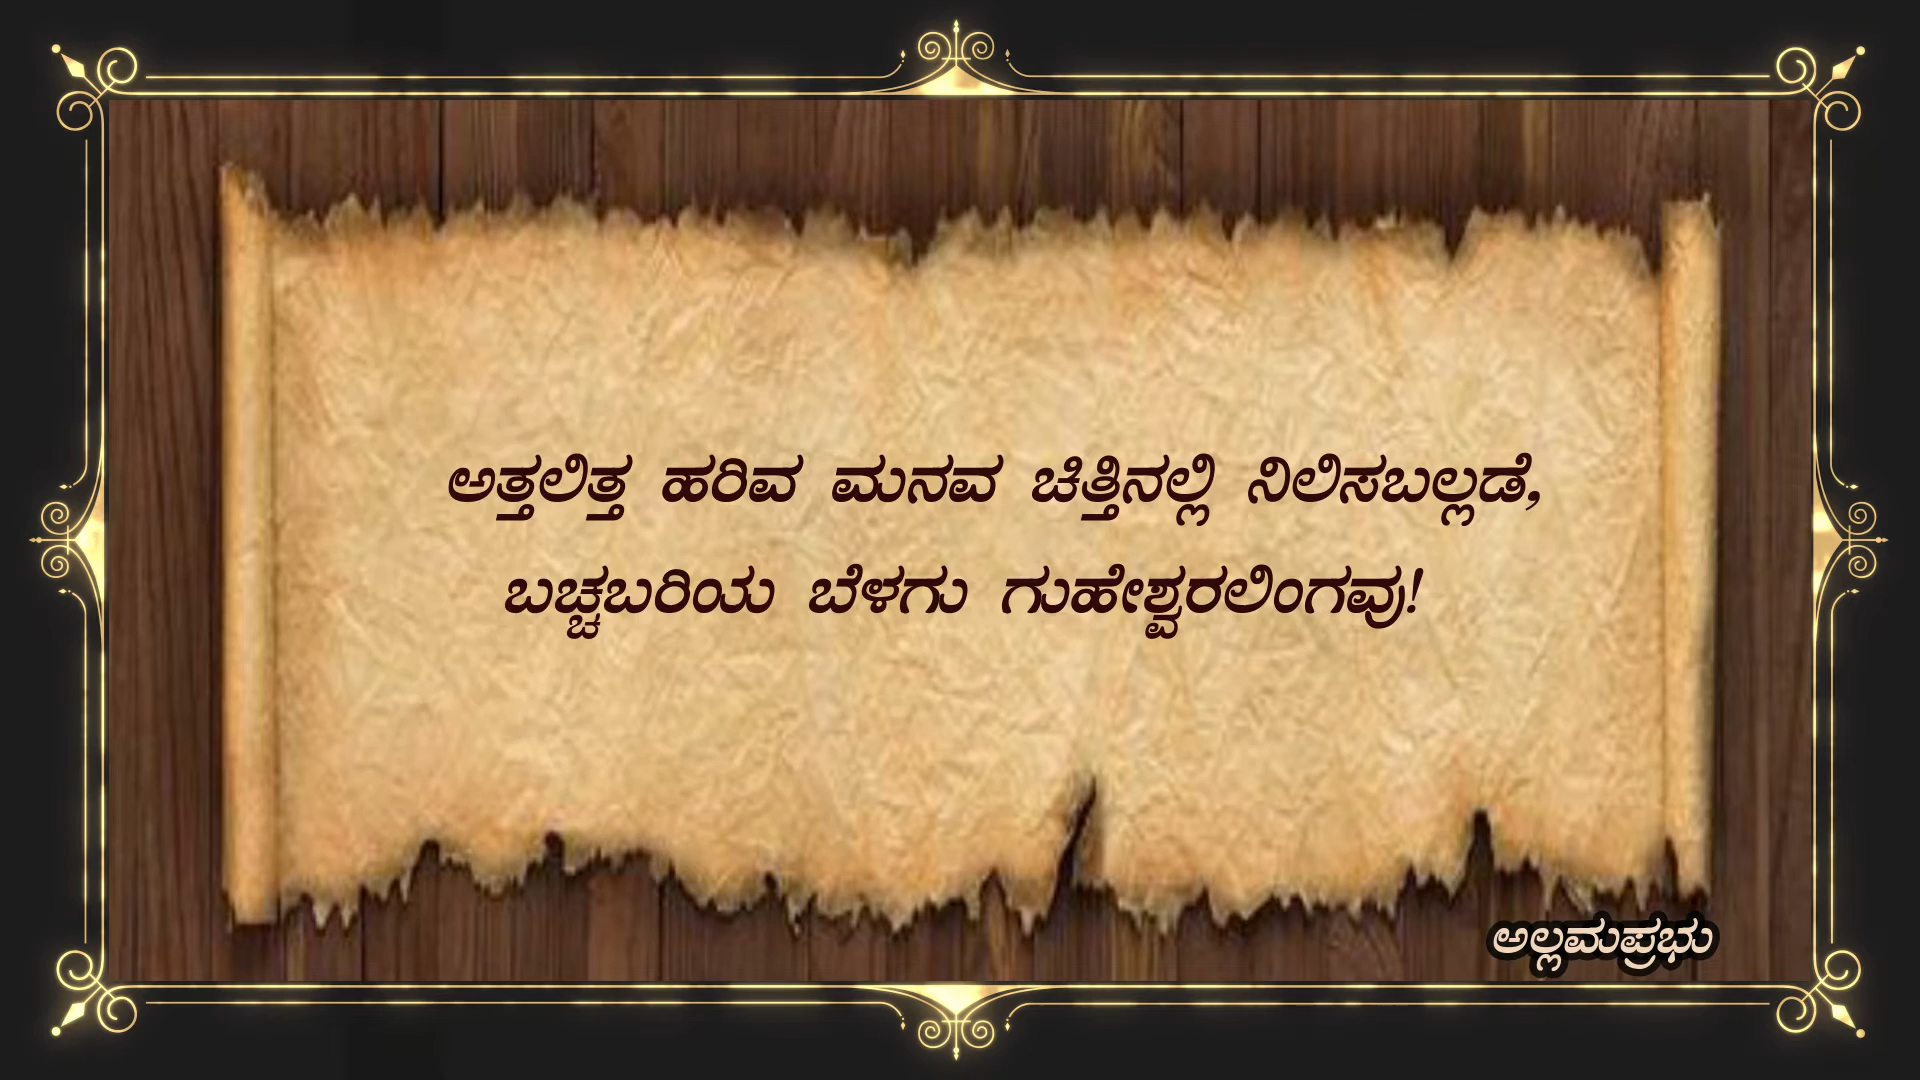 ಅತ್ತಲಿತ್ತ ಹರಿವ ಮನವ ಚಿತ್ತಿನಲ್ಲಿ ನಿಲಿಸಬಲ್ಲಡೆ,
ಬಚ್ಚಬರಿಯ ಬೆಳಗು ಗುಹೇಶ್ವರಲಿಂಗವು!
ಅಲ್ಲಮಪ್ರಭು